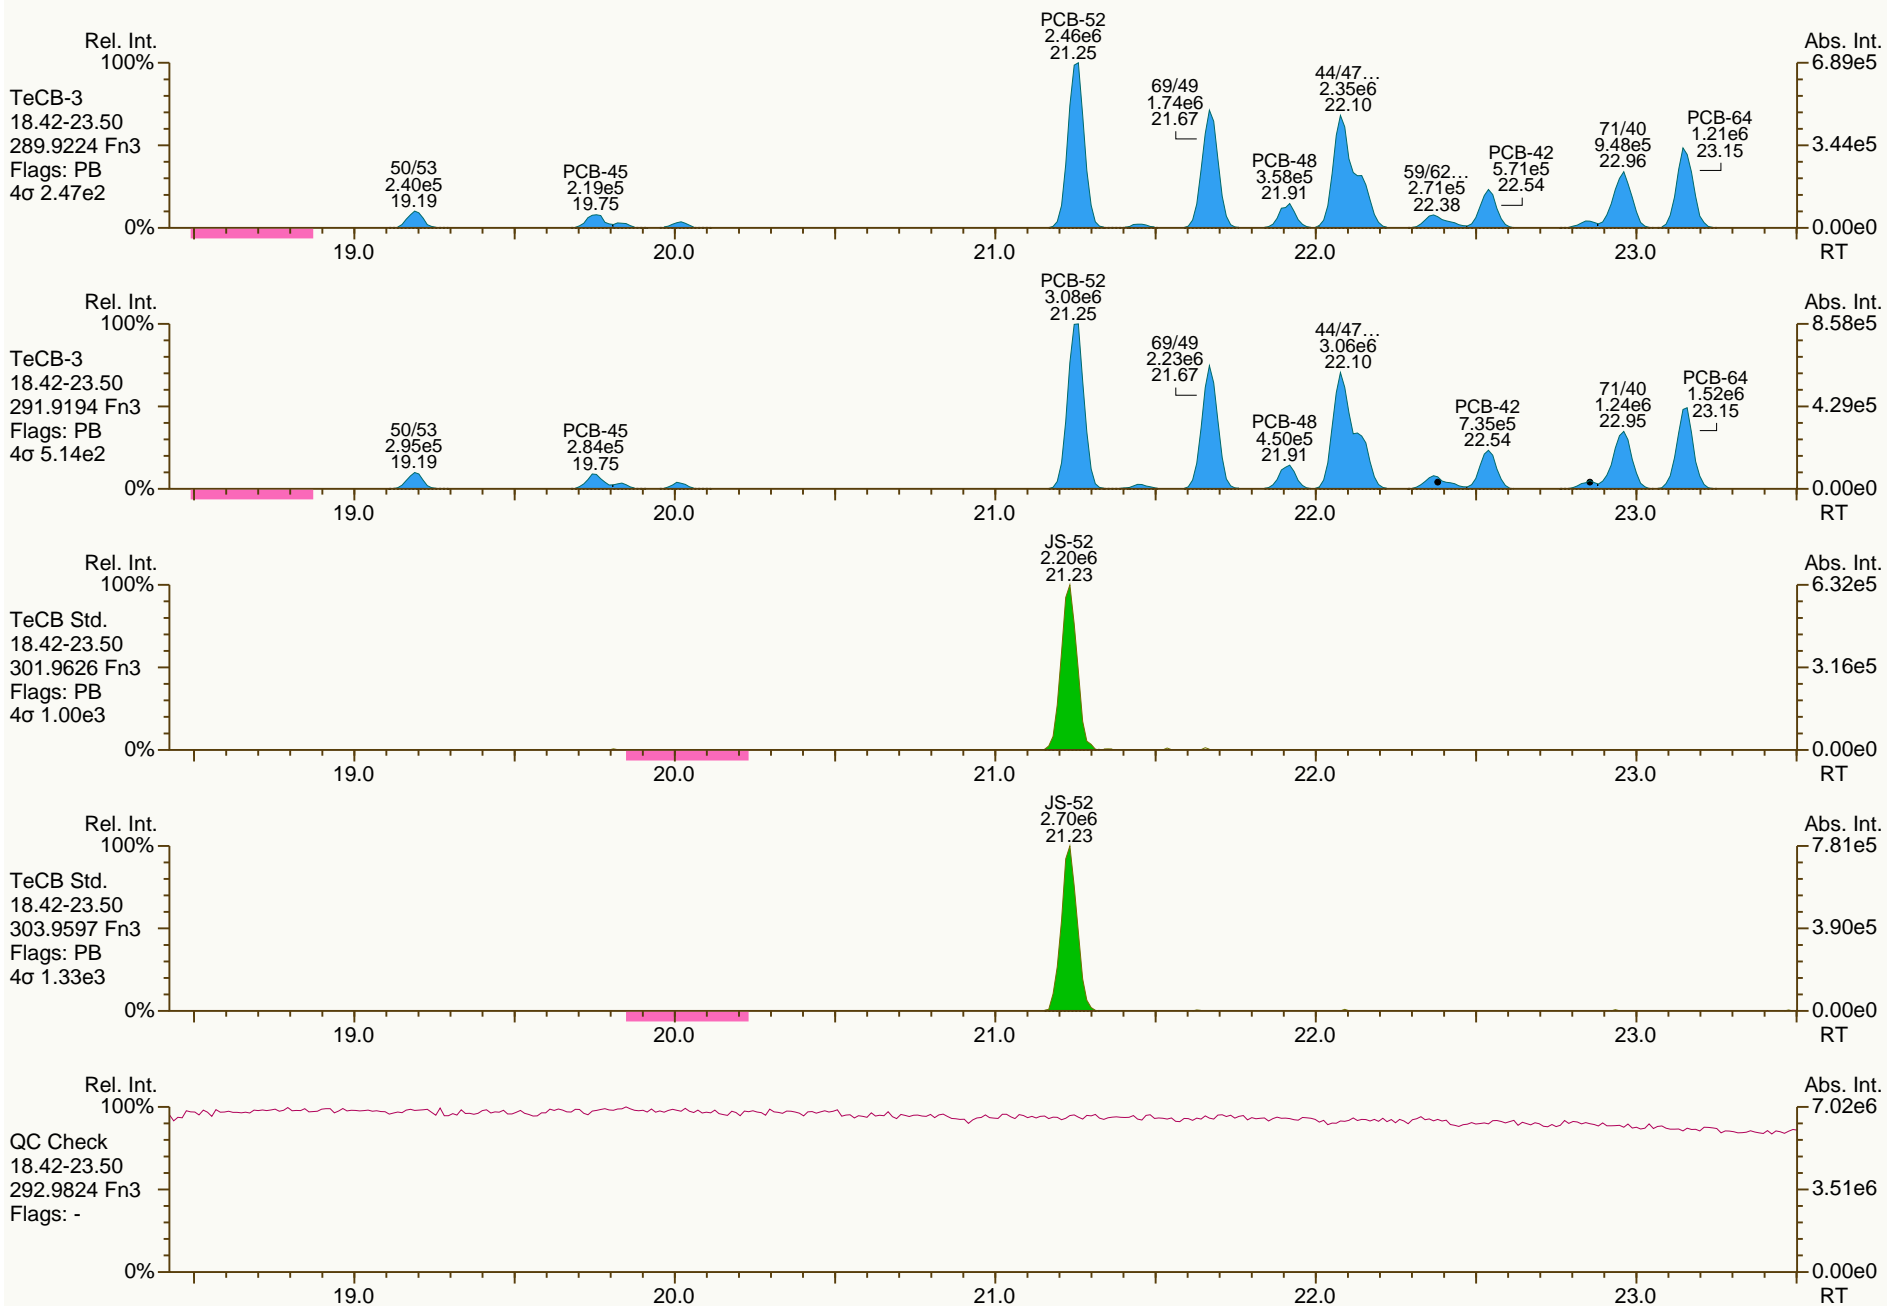 Rel. Int.
100%
0%
TeCB-3
18.42-23.50
289.9224 Fn3
Flags: PB
4σ 2.47e2
50/53
2.40e5
19.19
PCB-45
2.19e5
19.75
PCB-52
2.46e6
21.25
69/49
1.74e6
21.67
PCB-48
3.58e5
21.91
44/47...
2.35e6
22.10
59/62...
2.71e5
22.38
PCB-42
5.71e5
22.54
71/40
9.48e5
22.96
PCB-64
1.21e6
23.15
Abs. Int.
6.89e5
3.44e5
0.00e0
19.0 20.0 21.0 22.0 23.0 RT
Rel. Int.
100%
0%
TeCB-3
18.42-23.50
291.9194 Fn3
Flags: PB
4σ 5.14e2
50/53
2.95e5
19.19
PCB-45
2.84e5
19.75
PCB-52
3.08e6
21.25
69/49
2.23e6
21.67
PCB-48
4.50e5
21.91
44/47...
3.06e6
22.10
PCB-42
7.35e5
22.54
71/40
1.24e6
22.95
PCB-64
1.52e6
23.15
Abs. Int.
8.58e5
4.29e5
0.00e0
19.0 20.0 21.0 22.0 23.0 RT
Rel. Int.
100%
0%
TeCB Std.
18.42-23.50
301.9626 Fn3
Flags: PB
4σ 1.00e3
JS-52
2.20e6
21.23
Abs. Int.
6.32e5
3.16e5
0.00e0
19.0 20.0 21.0 22.0 23.0 RT
Rel. Int.
100%
0%
TeCB Std.
18.42-23.50
303.9597 Fn3
Flags: PB
4σ 1.33e3
JS-52
2.70e6
21.23
Abs. Int.
7.81e5
3.90e5
0.00e0
19.0 20.0 21.0 22.0 23.0 RT
Rel. Int.
100%
0%
QC Check
18.42-23.50
292.9824 Fn3
Flags: -
Abs. Int.
7.02e6
3.51e6
0.00e0
19.0 20.0 21.0 22.0 23.0 RT